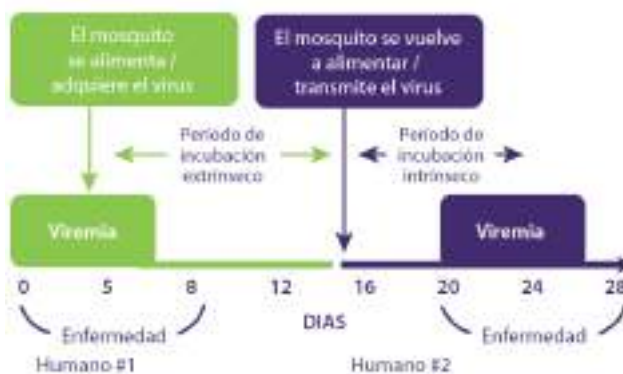 El mosquito
se alimenta /
adquiere el virus
El mosquito se vuelve
a alimentar /
transmite el virus
Período de
incubación
extrínseco
Período de
incubación
intrínseco
Viremia
Viremia
0 5 8 12 16 20 24 28
DIAS
Enfermedad
Enfermedad
Humano #1
Humano #2